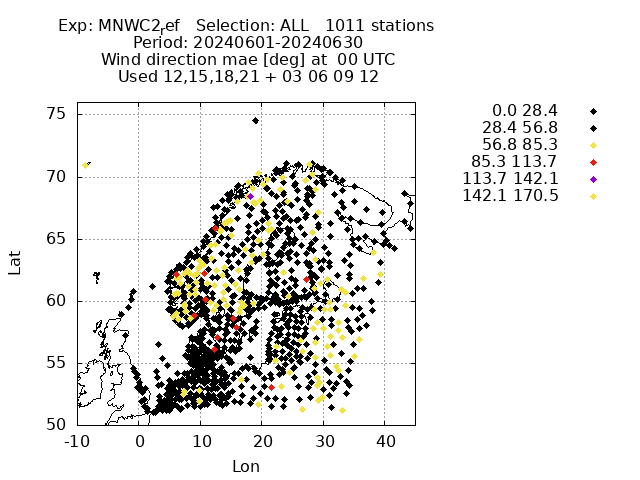 Exp: MNWC2ref   Selection: ALL   1011 stations
Period: 20240601-20240630
Wind direction mae [deg] at  00 UTC
Used 12,15,18,21 + 03 06 09 12
0.0 28.4
28.4 56.8
56.8 85.3
85.3 113.7
113.7 142.1
142.1 170.5
75
70
65
60
55
50
Lat
-10 0 10 20 30 40
Lon